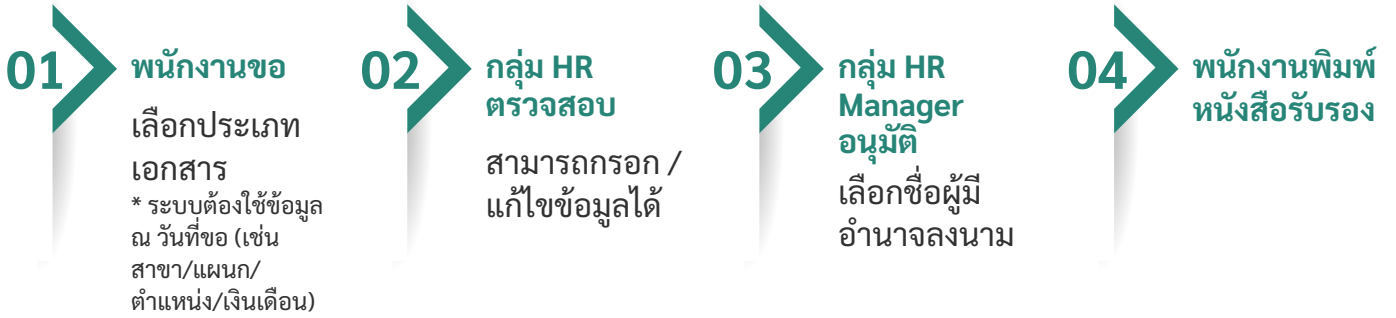 01
พนักงานขอ
เลือกประเภท
เอกสาร
* ระบบต้องใช้ข้อมูล
ณ วันที่ขอ (เช่น
สาขา/แผนก/
ตำแหน่ง/เงินเดือน)
02
กลุ่ม HR
ตรวจสอบ
สามารถกรอก /
แก้ไขข้อมูลได้
03
กลุ่ม HR
Manager
อนุมัติ
เลือกชื่อผู้มี
อำนาจลงนาม
04
พนักงานพิมพ์
หนังสือรับรอง